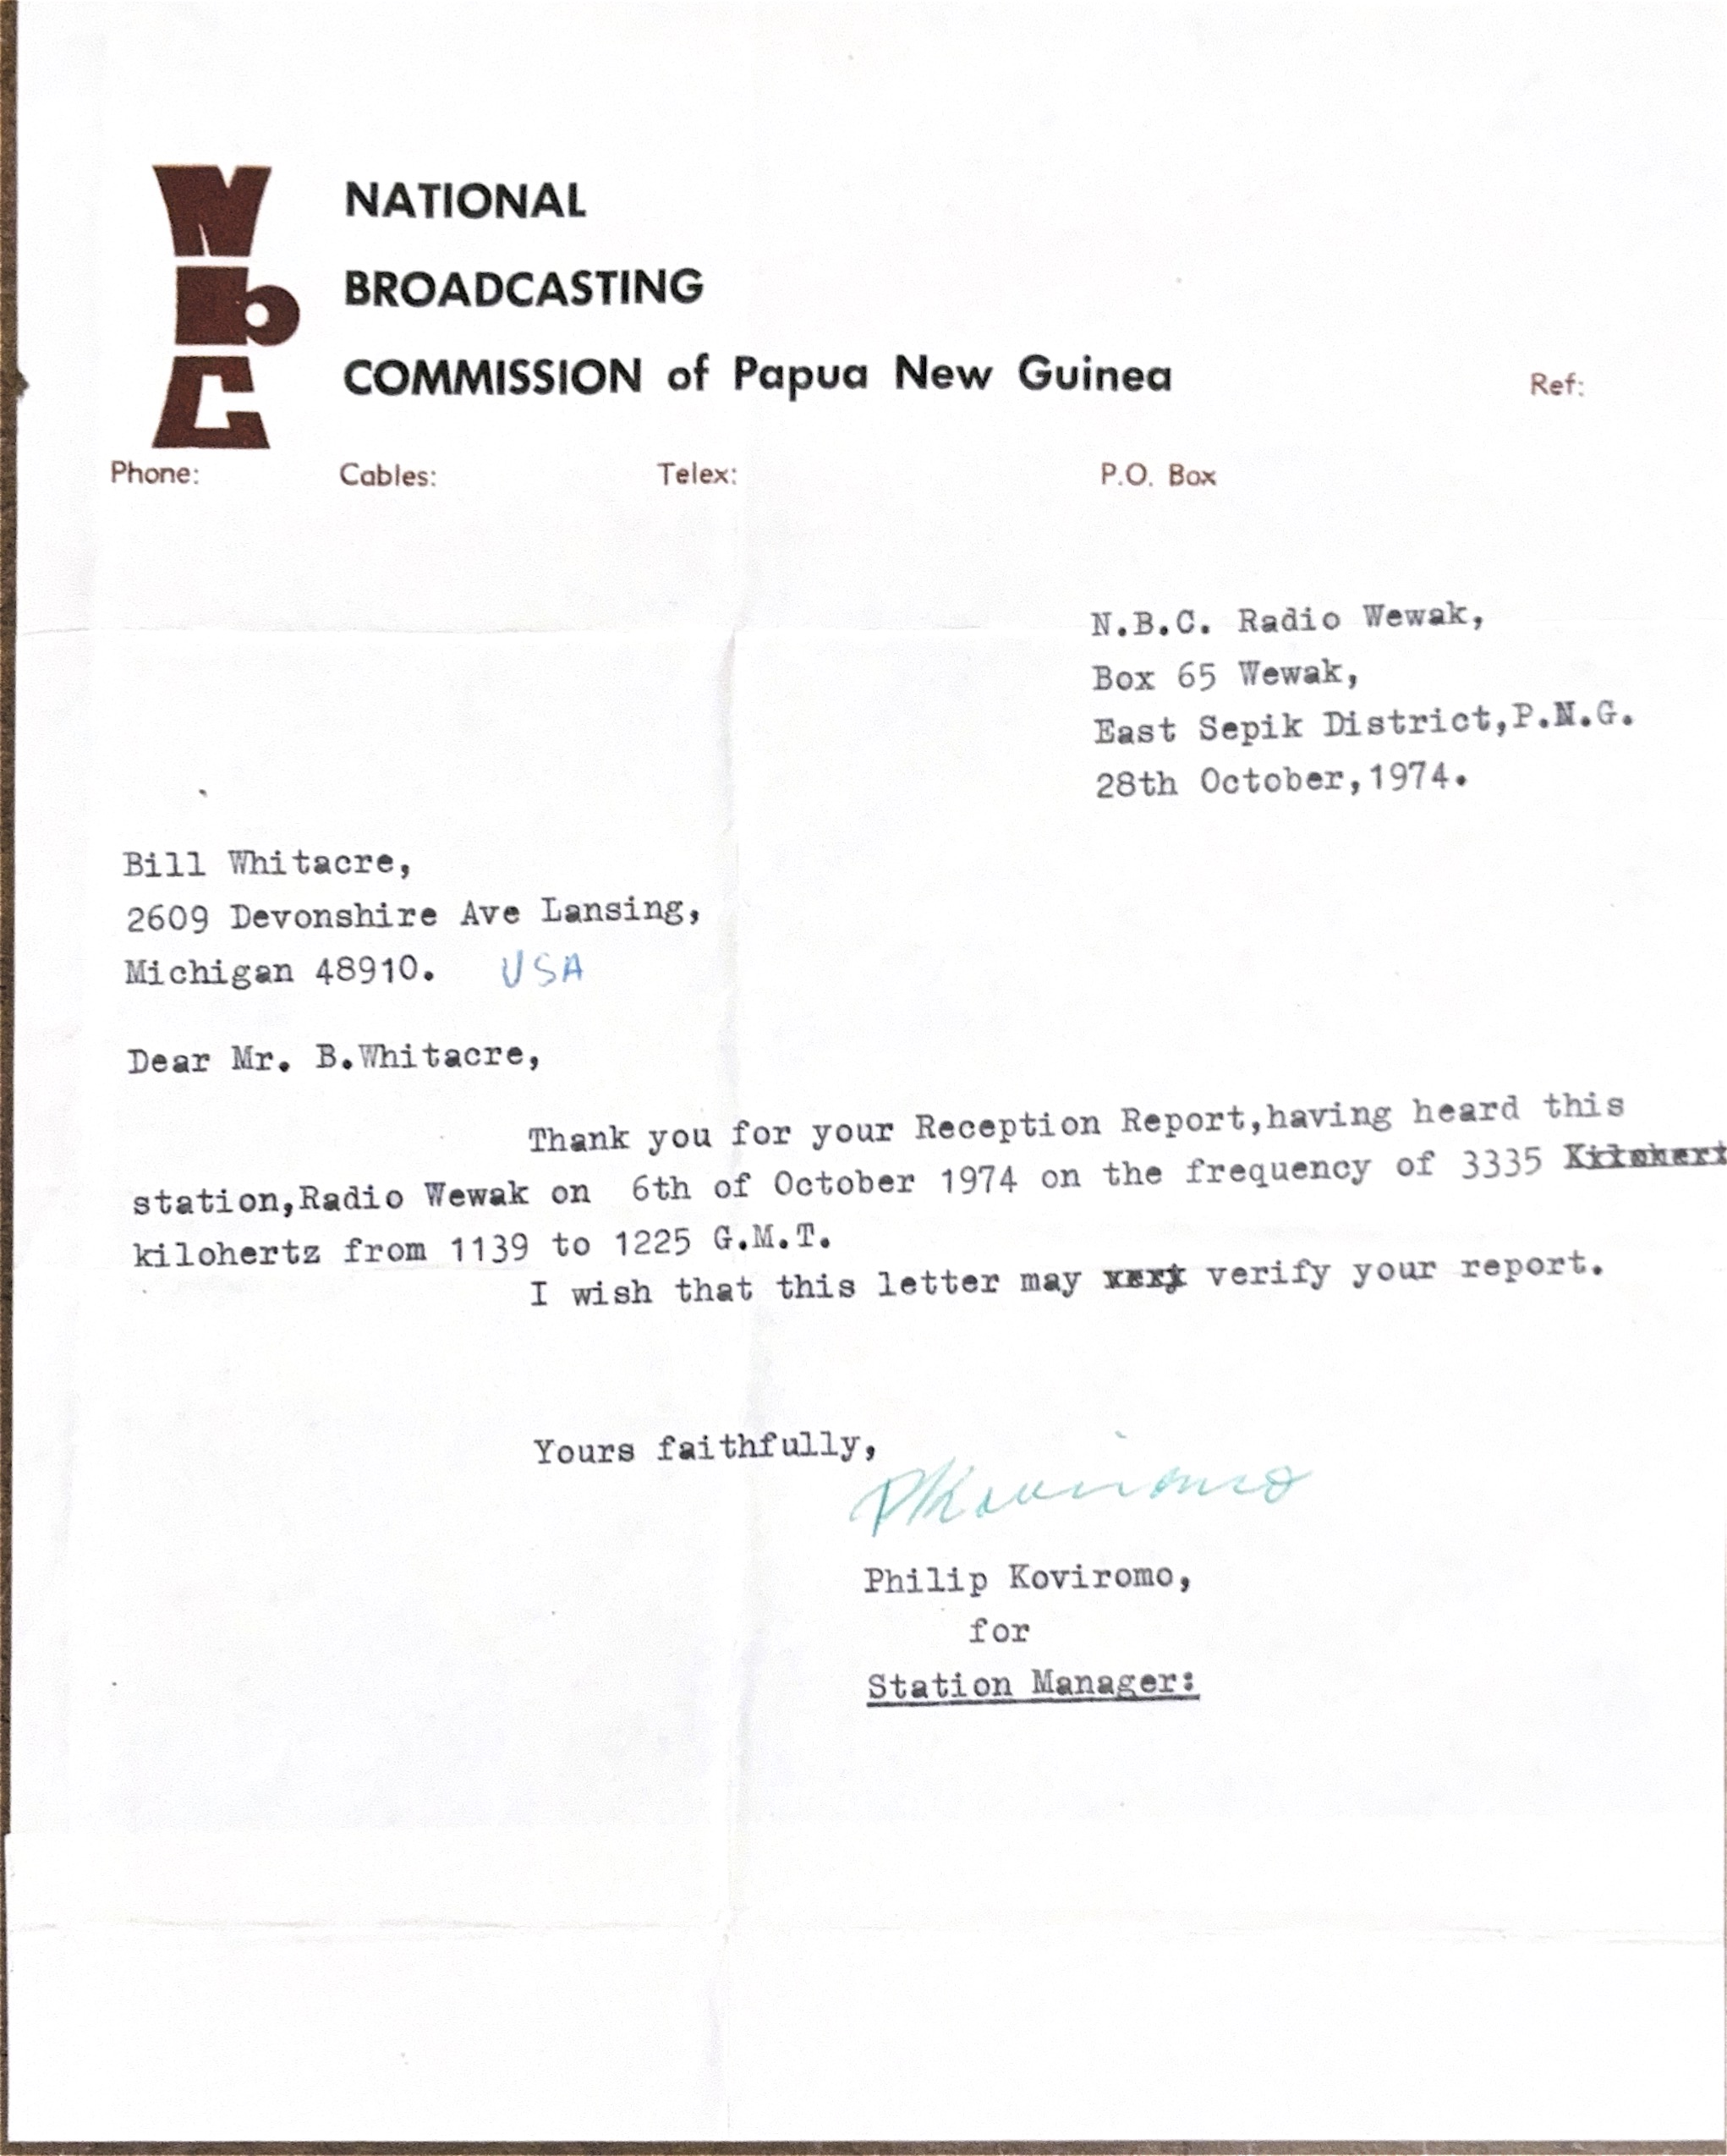 NbC
NATIONAL
BROADCASTING
COMMISSION of Papua New Guinea
Ref:
Phone: Cables: Telex: P.O. Box
N.B.C. Radio Wewak,
Box 65 Wewak,
East Sepik District,P.N.G.
28th October,1974.
Bill Whitacre,
2609 Devonshire Ave Lansing,
Michigan 48910. USA
Dear Mr. B.Whitacre,
Thank you for your Reception Report,having heard this
station,Radio Wewak on 6th of October 1974 on the frequency of 3335
kilohertz from 1139 to 1225 G.M.T.
I wish that this letter may verify your report.
Yours faithfully,
PKoviromo
Philip Koviromo,
for
Station Manager: